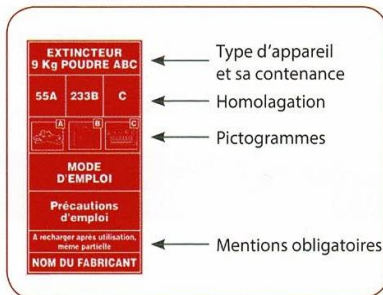 EXTINCTEUR
9 Kg POUDRE ABC
Type d'appareil
et sa contenance
55A 233B C
Homolagation
A B C
Pictogrammes
MODE
D'EMPLOI
Précautions
d'emploi
A recharger après utilisation,
même partielle
Mentions obligatoires
NOM DU FABRICANT